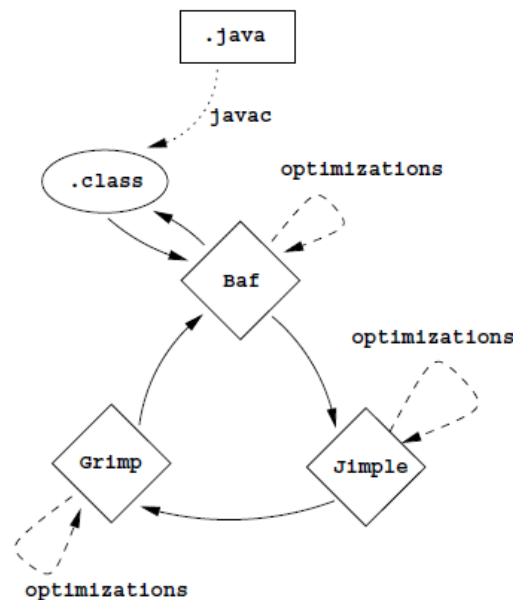 .java
javac
.class
optimizations
Baf
optimizations
Grimp
Jimple
optimizations